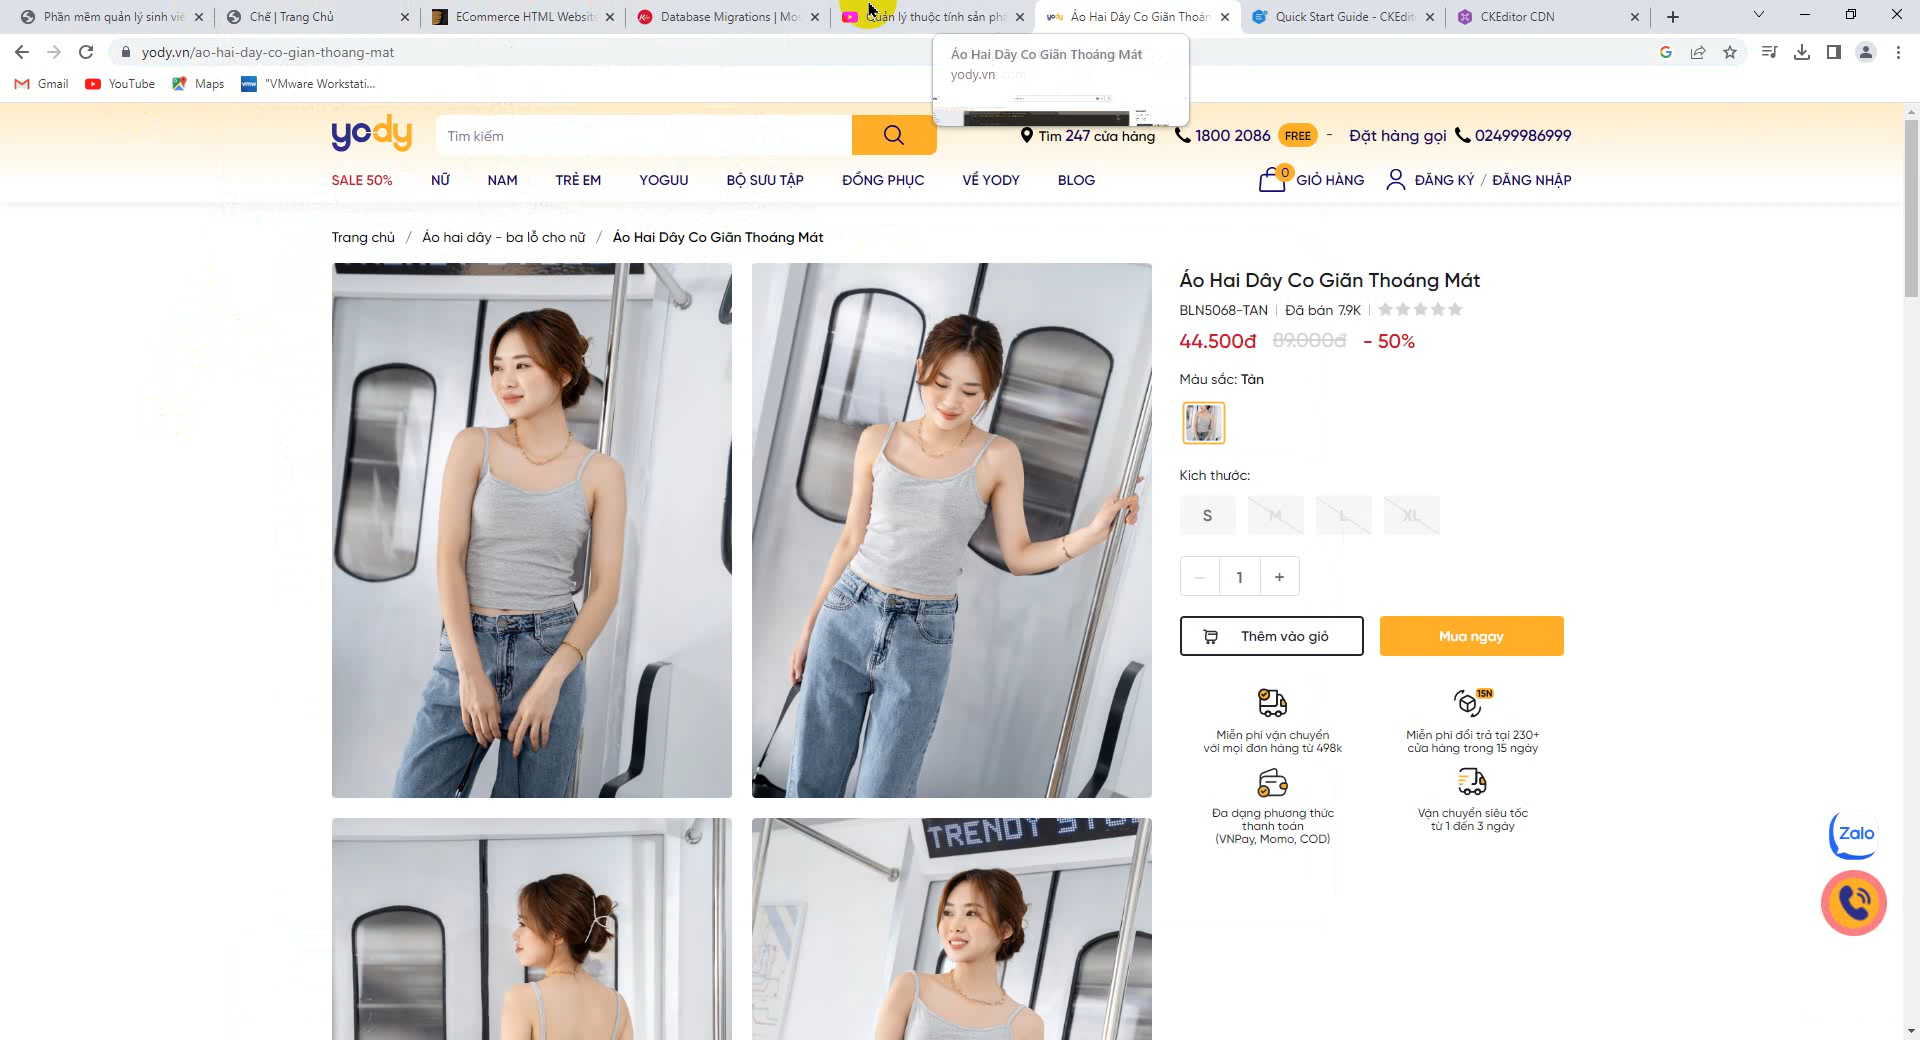 Phần mềm quản lý sinh viê
Chế | Trang Chủ
ECommerce HTML Website
Database Migrations | Mos
Quản lý thuộc tính sản phẩ
Áo Hai Dây Co Giãn Thoán
Quick Start Guide - CKEdit
CKEditor CDN
yody.vn/ao-hai-day-co-gian-thoang-mat
Áo Hai Dây Co Giãn Thoáng Mát
yody.vn
Gmail
YouTube
Maps
"VMware Workstati...
yody
Tìm kiếm
Tìm 247 cửa hàng
1800 2086 FREE - Đặt hàng gọi 02499986999
SALE 50% NỮ NAM TRẺ EM YOGUU BỘ SƯU TẬP ĐỒNG PHỤC VỀ YODY BLOG
0 GIỎ HÀNG ĐĂNG KÝ / ĐĂNG NHẬP
Trang chủ / Áo hai dây - ba lỗ cho nữ / Áo Hai Dây Co Giãn Thoáng Mát
Áo Hai Dây Co Giãn Thoáng Mát
BLN5068-TAN | Đã bán 7.9K |
44.500đ 89.000đ - 50%
Màu sắc: Tàn
Kích thước:
S M L XL
− 1 +
Thêm vào giỏ
Mua ngay
Miễn phí vận chuyển
với mọi đơn hàng từ 498k
15N
Miễn phí đổi trả tại 230+
cửa hàng trong 15 ngày
Đa dạng phương thức
thanh toán
(VNPay, Momo, COD)
Vận chuyển siêu tốc
từ 1 đến 3 ngày
Zalo
TRENDY